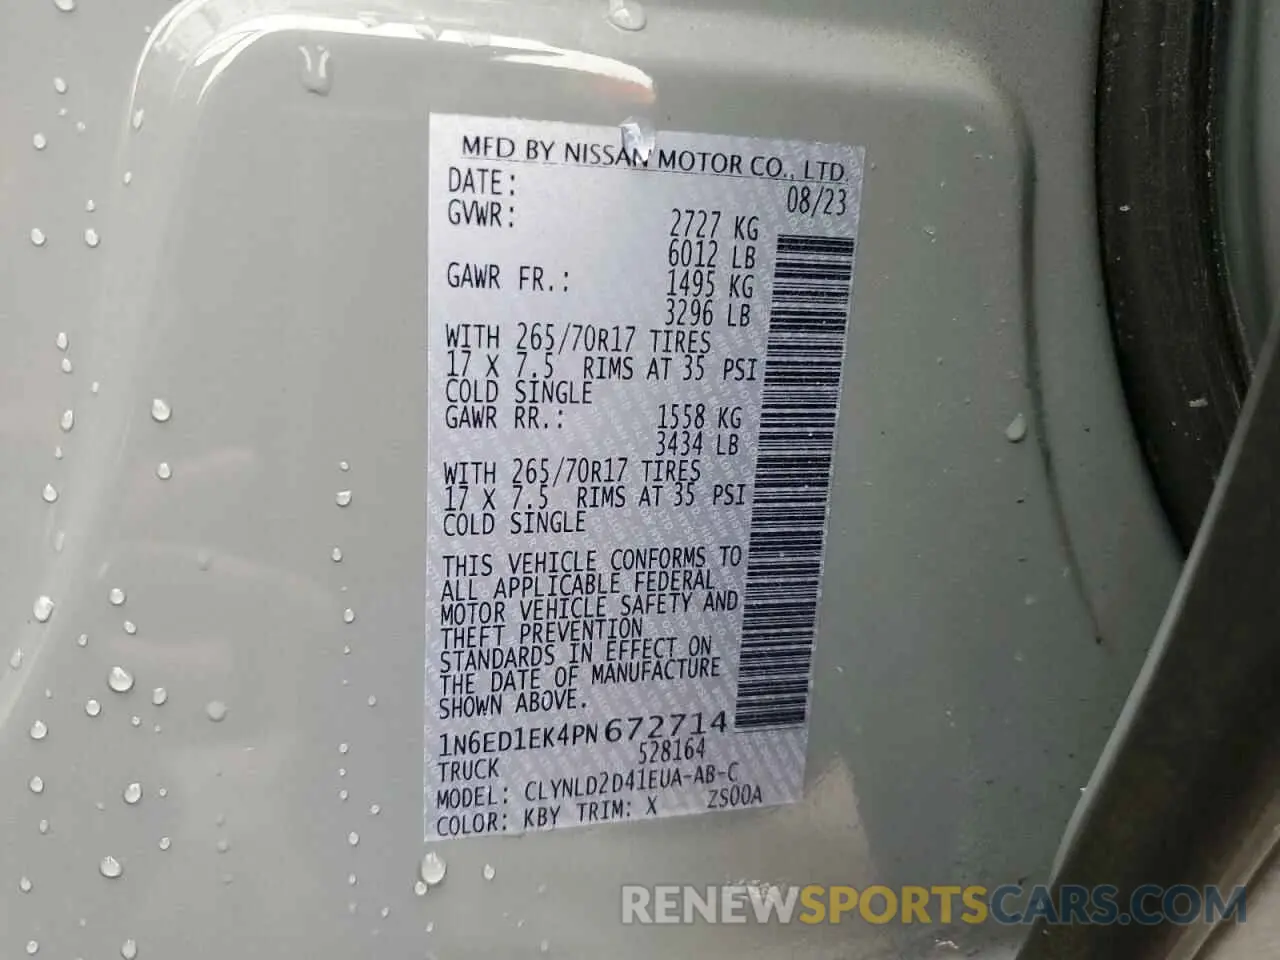 MFD BY NISSAN MOTOR CO., LTD.
DATE: 08/23
GVWR: 2727 KG
6012 LB
GAWR FR.: 1495 KG
3296 LB
WITH 265/70R17 TIRES
17 X 7.5 RIMS AT 35 PSI
COLD SINGLE
GAWR RR.: 1558 KG
3434 LB
WITH 265/70R17 TIRES
17 X 7.5 RIMS AT 35 PSI
COLD SINGLE
THIS VEHICLE CONFORMS TO
ALL APPLICABLE FEDERAL
MOTOR VEHICLE SAFETY AND
THEFT PREVENTION
STANDARDS IN EFFECT ON
THE DATE OF MANUFACTURE
SHOWN ABOVE.
1N6ED1EK4PN672714
TRUCK 528164
MODEL: CLYNLD2D41EUA-AB-C
COLOR: KBY TRIM: X ZS00A
RENEWSPORTSCARS.COM